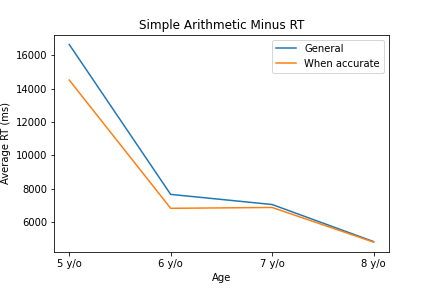 Simple Arithmetic Minus RT
General
When accurate
Average RT (ms)
16000
14000
12000
10000
8000
6000
5 y/o 6 y/o 7 y/o 8 y/o
Age